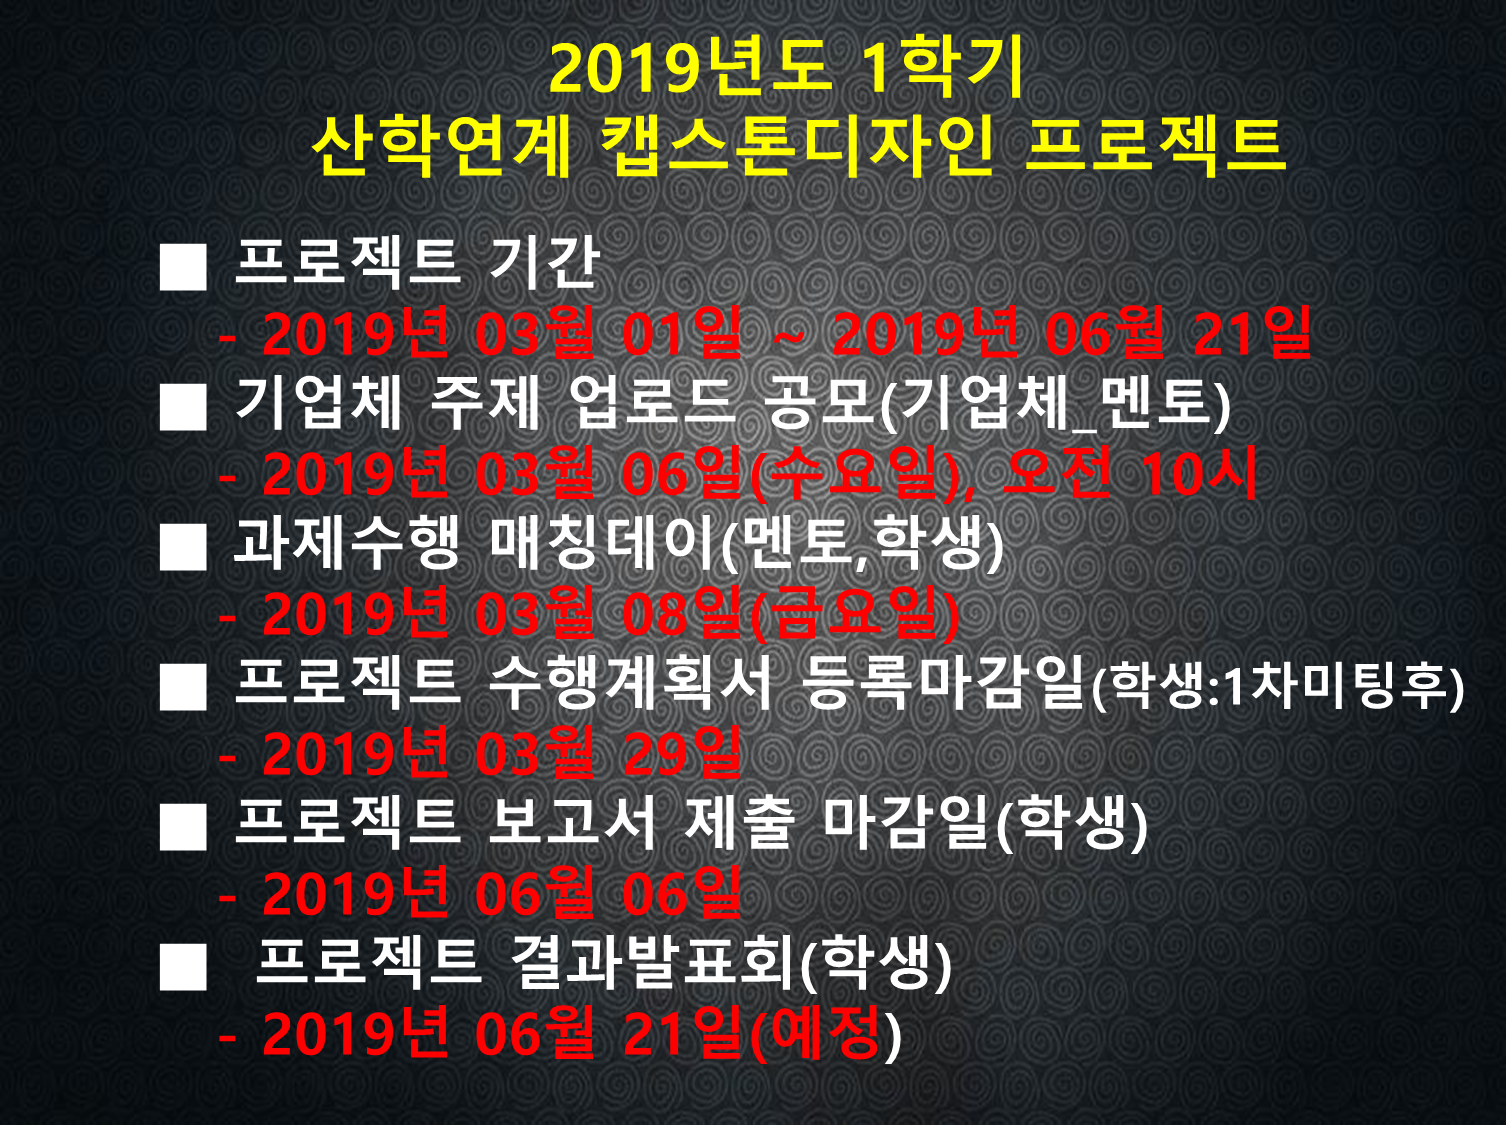 2019년도 1학기
산학연계 캡스톤디자인 프로젝트
■ 프로젝트 기간
- 2019년 03월 01일 ~ 2019년 06월 21일
■ 기업체 주제 업로드 공모(기업체_멘토)
- 2019년 03월 06일(수요일), 오전 10시
■ 과제수행 매칭데이(멘토,학생)
- 2019년 03월 08일(금요일)
■ 프로젝트 수행계획서 등록마감일(학생:1차미팅후)
- 2019년 03월 29일
■ 프로젝트 보고서 제출 마감일(학생)
- 2019년 06월 06일
■ 프로젝트 결과발표회(학생)
- 2019년 06월 21일(예정)